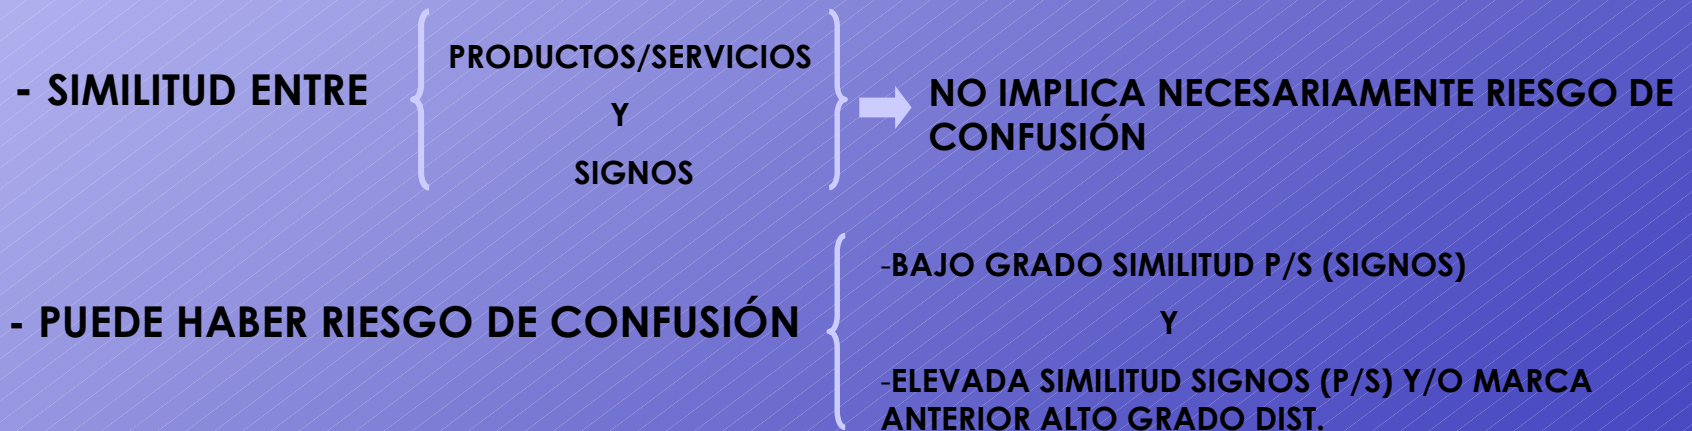 - SIMILITUD ENTRE
PRODUCTOS/SERVICIOS
Y
SIGNOS
NO IMPLICA NECESARIAMENTE RIESGO DE
CONFUSIÓN
- PUEDE HABER RIESGO DE CONFUSIÓN
-BAJO GRADO SIMILITUD P/S (SIGNOS)
Y
-ELEVADA SIMILITUD SIGNOS (P/S) Y/O MARCA
ANTERIOR ALTO GRADO DIST.